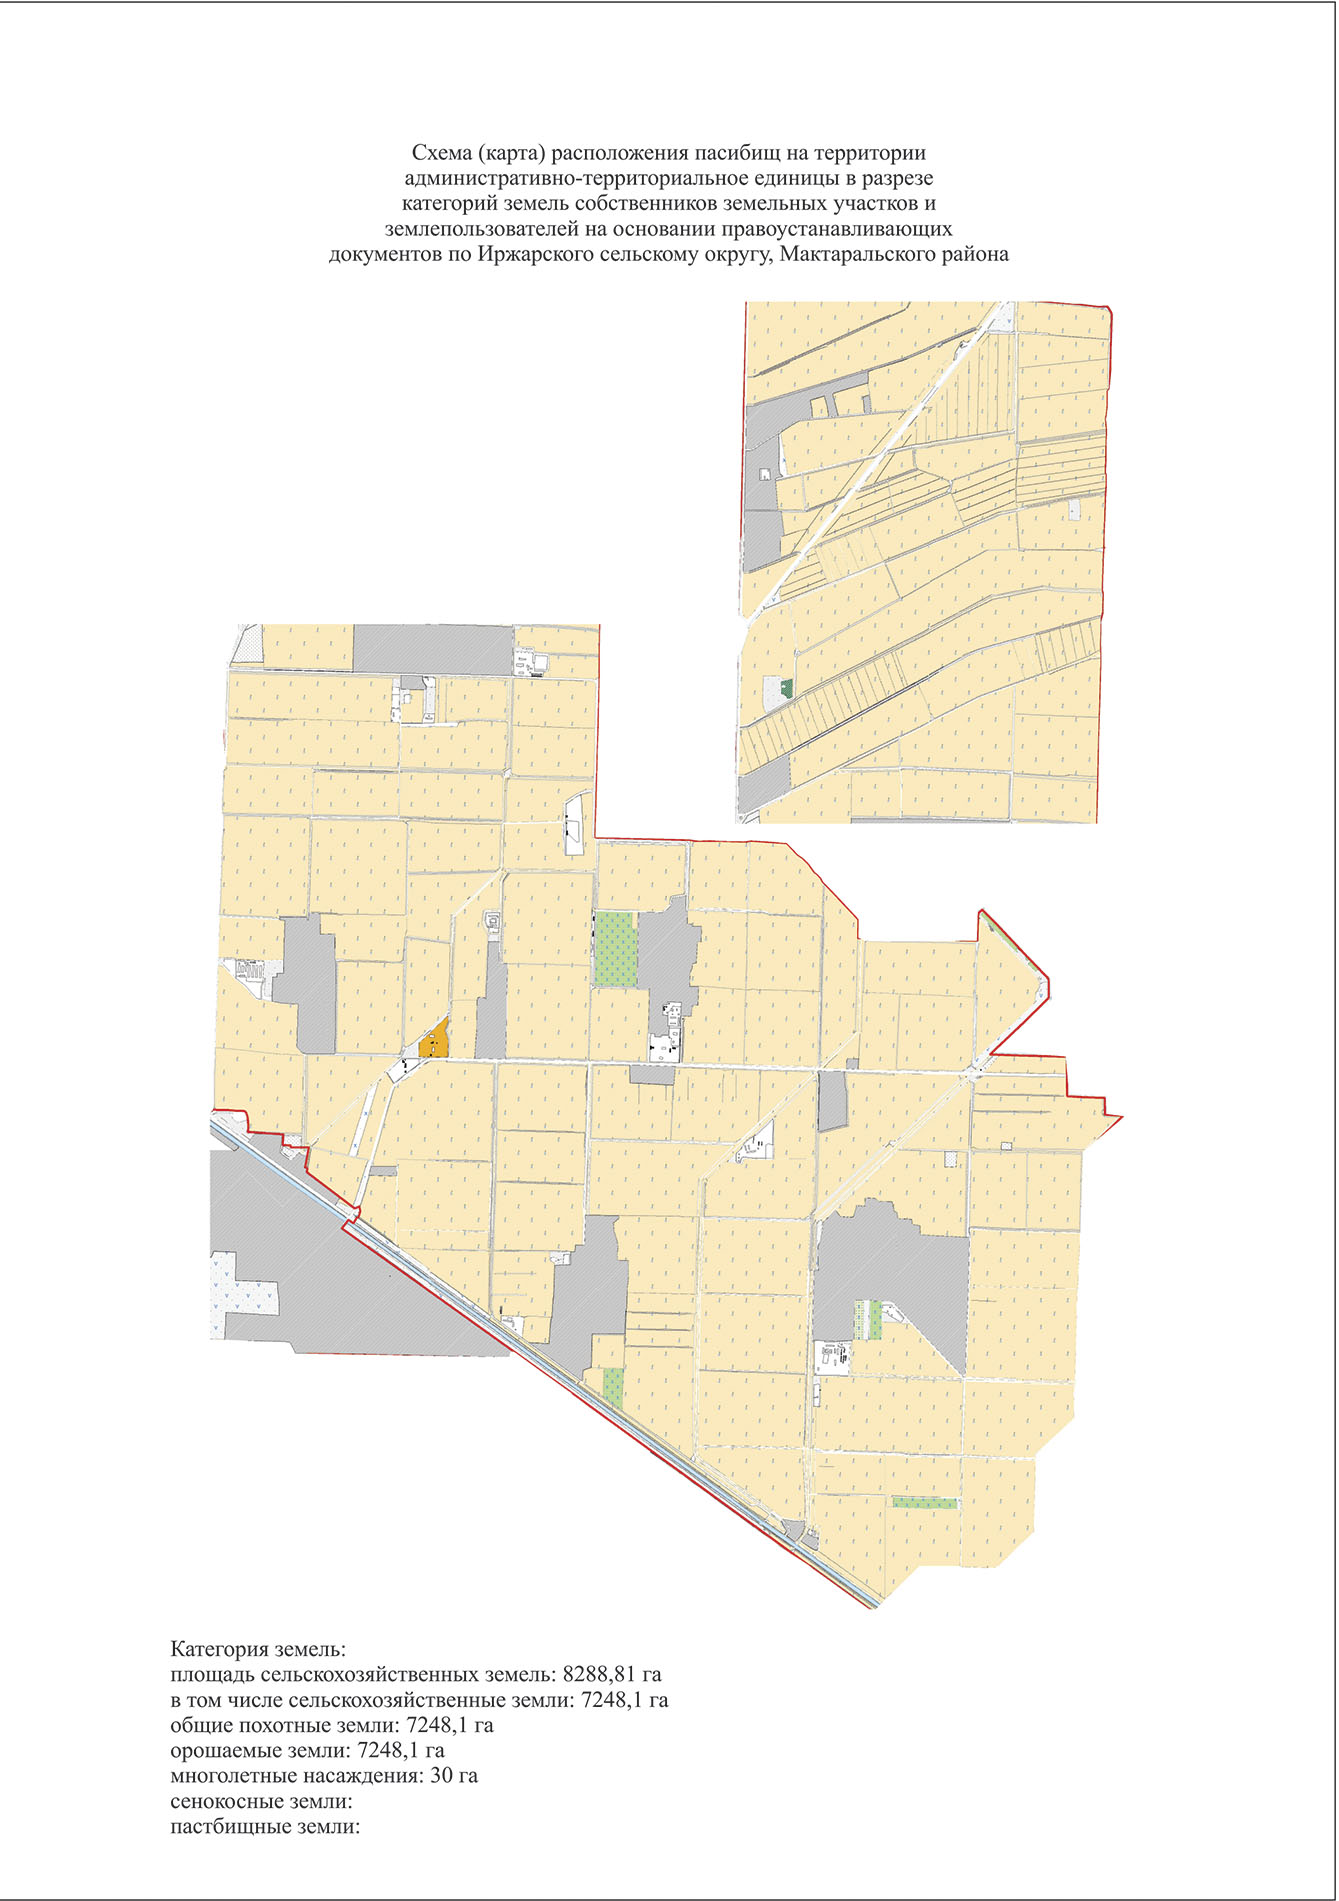 Схема (карта) расположения пасибищ на территории
административно-территориальное единицы в разрезе
категорий земель собственников земельных участков и
землепользователей на основании правоустанавливающих
документов по Иржарского сельскому округу, Мактаральского района
Категория земель:
площадь сельскохозяйственных земель: 8288,81 га
в том числе сельскохозяйственные земли: 7248,1 га
общие похотные земли: 7248,1 га
орошаемые земли: 7248,1 га
многолетные насаждения: 30 га
сенокосные земли:
пастбищные земли: